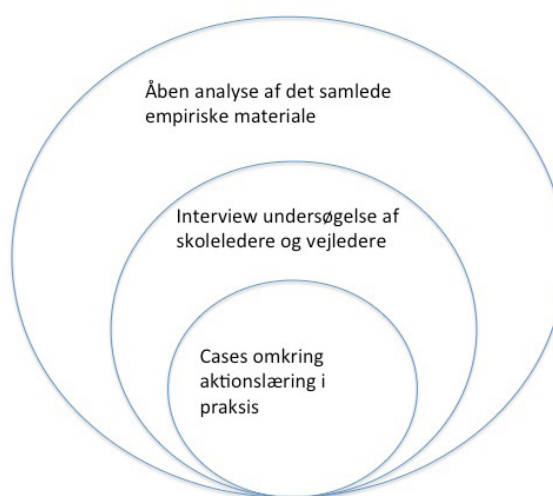 Åben analyse af det samlede
empiriske materiale
Interview undersøgelse af
skoleledere og vejledere
Cases omkring
aktionslæring i
praksis